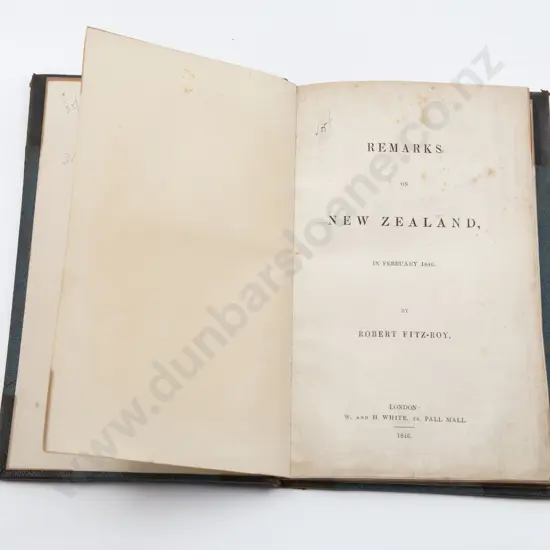 REMARKS
ON
NEW ZEALAND,
IN FEBRUARY 1846.
BY
ROBERT FITZ-ROY.
LONDON:
W. AND H. WHITE, 24, PALL MALL.
1846.
www.dunbarsloane.co.nz